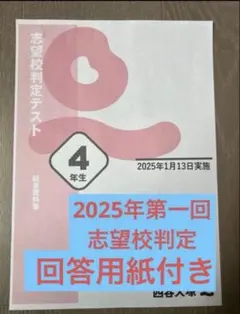 志望校判定テスト
4
年生
2025年1月13日実施
2025年第一回
志望校判定
回答用紙付き
四谷大塚